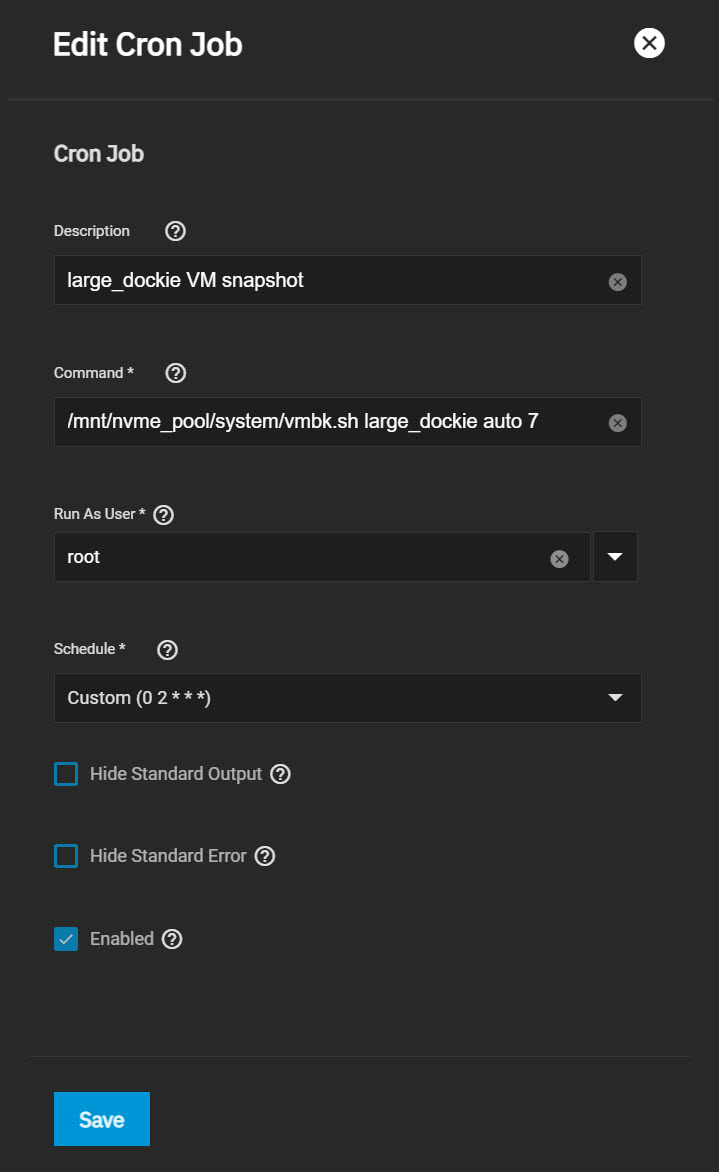 Edit Cron Job
Cron Job
Description
large_dockie VM snapshot
Command *
/mnt/nvme_pool/system/vmbk.sh large_dockie auto 7
Run As User *
root
Schedule *
Custom (0 2 * * *)
Hide Standard Output
Hide Standard Error
Enabled
Save